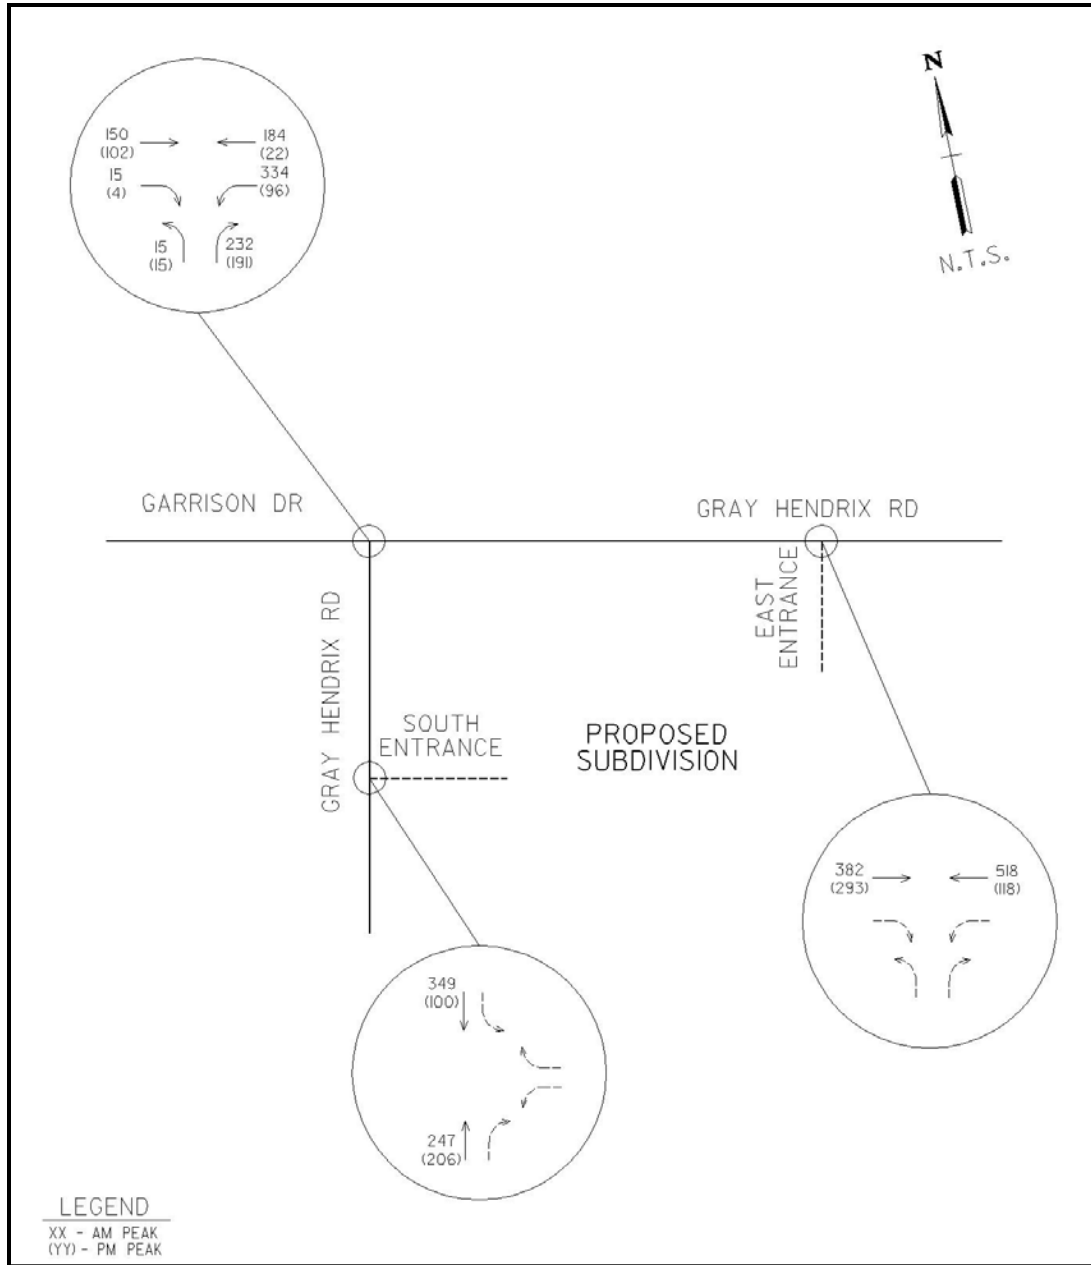 N
N.T.S.
150
(102)
184
(22)
15
(4)
334
(96)
15
(15)
232
(191)
GARRISON DR
GRAY HENDRIX RD
EAST
ENTRANCE
GRAY HENDRIX RD
SOUTH
ENTRANCE
PROPOSED
SUBDIVISION
382
(293)
518
(118)
349
(100)
247
(206)
LEGEND
XX - AM PEAK
(YY) - PM PEAK